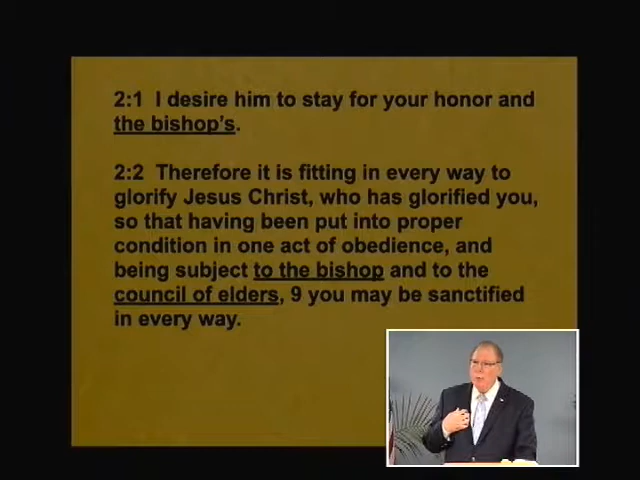 2:1 I desire him to stay for your honor and
the bishop's.
2:2 Therefore it is fitting in every way to
glorify Jesus Christ, who has glorified you,
so that having been put into proper
condition in one act of obedience, and
being subject to the bishop and to the
council of elders, 9 you may be sanctified
in every way.